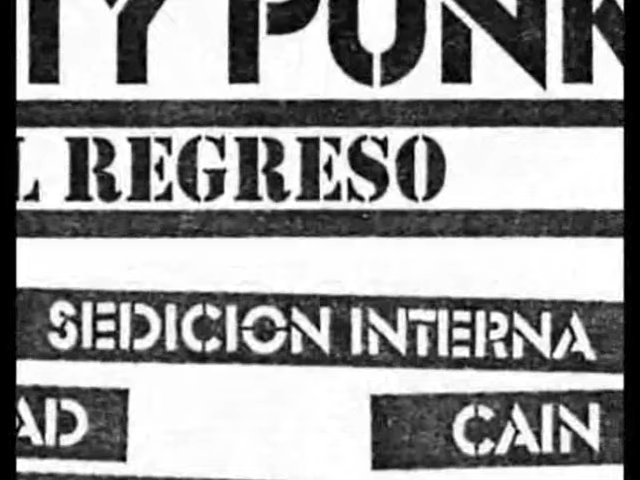 TY PUNK
L REGRESO
SEDICION INTERNA
AD CAIN